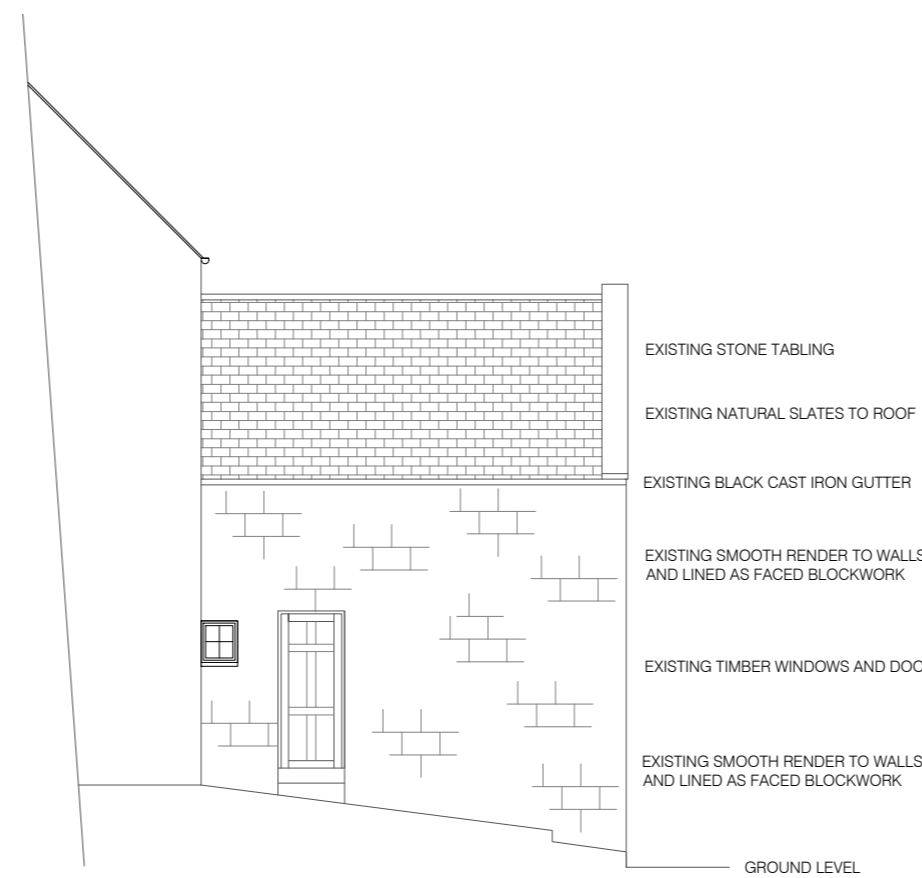 EXISTING STONE TABLING
EXISTING NATURAL SLATES TO ROOF
EXISTING BLACK CAST IRON GUTTER
EXISTING SMOOTH RENDER TO WALLS
AND LINED AS FACED BLOCKWORK
EXISTING TIMBER WINDOWS AND
EXISTING SMOOTH RENDER TO WALLS
AND LINED AS FACED BLOCKWORK
GROUND LEVEL